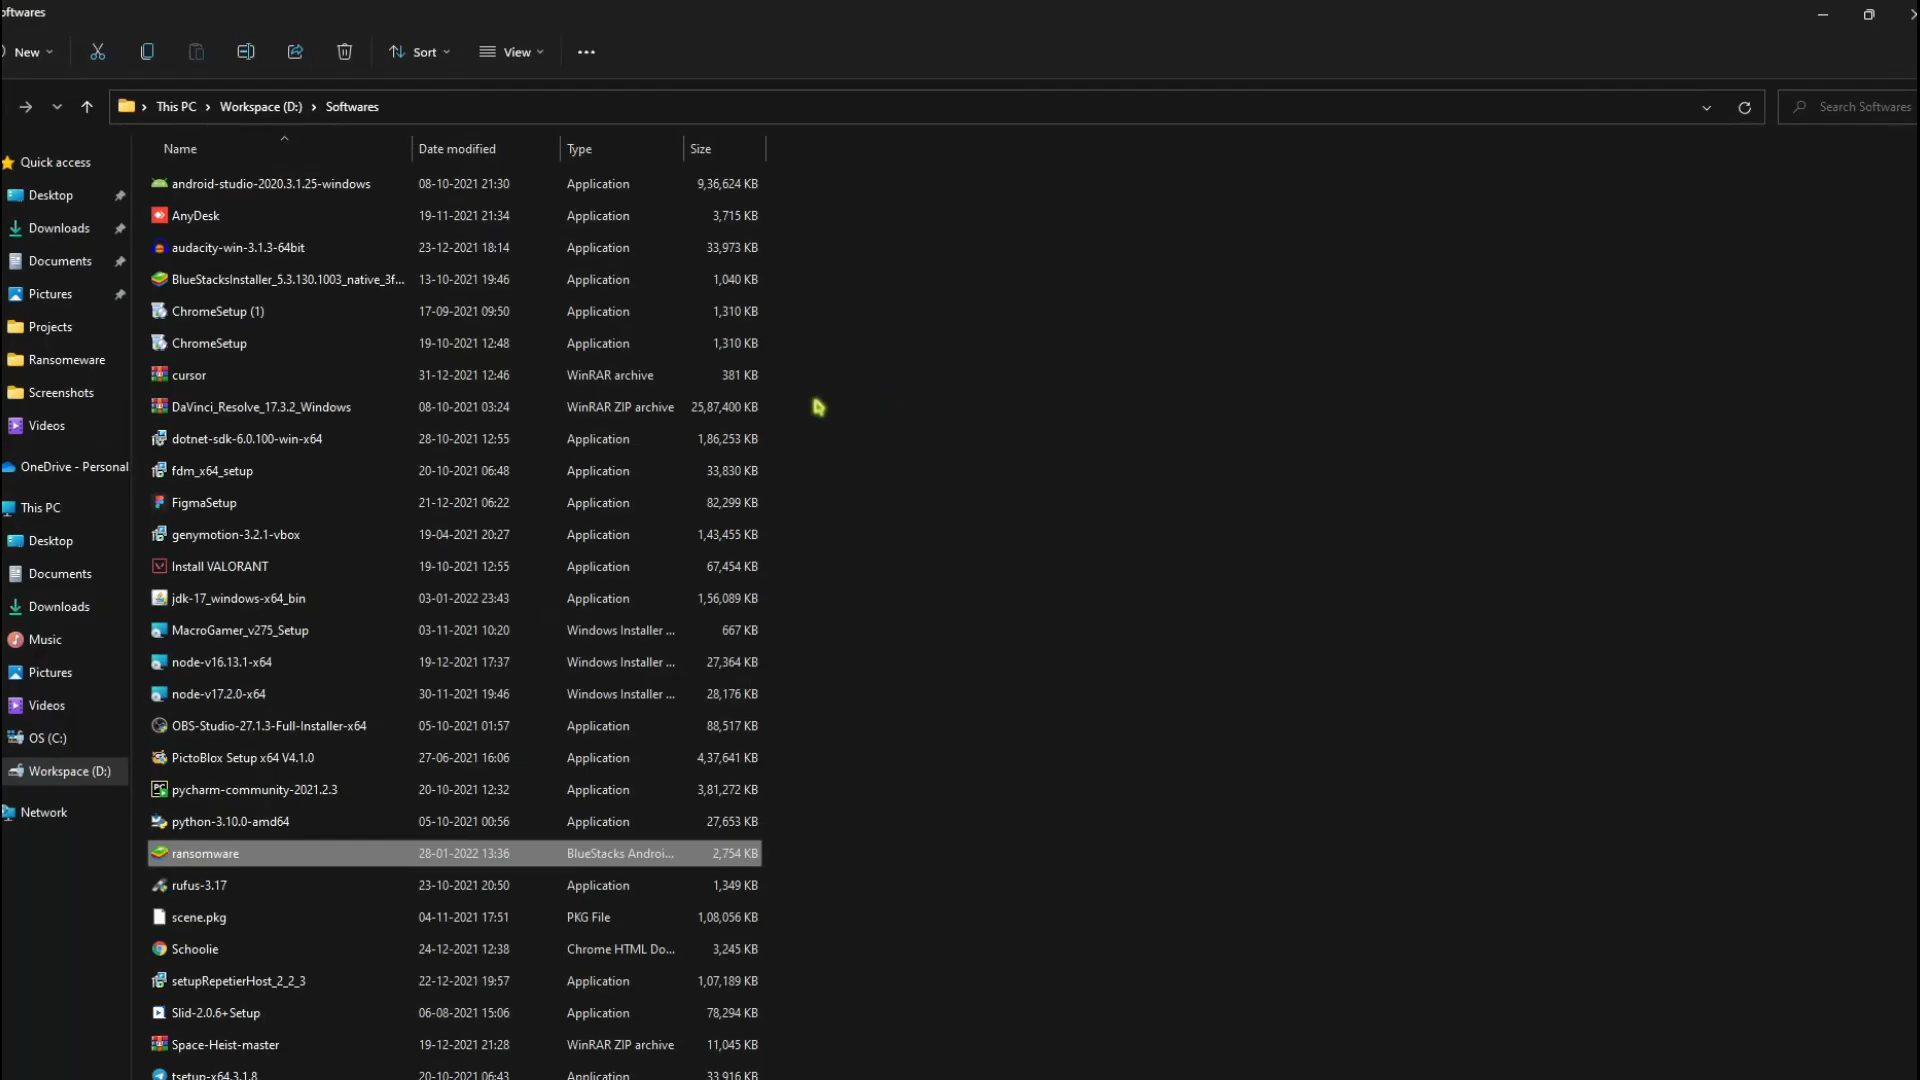 oftwares
New
Sort
View
This PC
Workspace (D:)
Softwares
Search Softwares
Name Date modified Type Size
Quick access
Desktop
Downloads
Documents
Pictures
Projects
Ransomeware
Screenshots
Videos
OneDrive - Personal
This PC
Desktop
Documents
Downloads
Music
Pictures
Videos
OS (C:)
Workspace (D:)
Network
android-studio-2020.3.1.25-windows 08-10-2021 21:30 Application 9,36,624 KB
AnyDesk 19-11-2021 21:34 Application 3,715 KB
audacity-win-3.1.3-64bit 23-12-2021 18:14 Application 33,973 KB
BlueStacksInstaller_5.3.130.1003_native_3f... 13-10-2021 19:46 Application 1,040 KB
ChromeSetup (1) 17-09-2021 09:50 Application 1,310 KB
ChromeSetup 19-10-2021 12:48 Application 1,310 KB
cursor 31-12-2021 12:46 WinRAR archive 381 KB
DaVinci_Resolve_17.3.2_Windows 08-10-2021 03:24 WinRAR ZIP archive 25,87,400 KB
dotnet-sdk-6.0.100-win-x64 28-10-2021 12:55 Application 1,86,253 KB
fdm_x64_setup 20-10-2021 06:48 Application 33,830 KB
FigmaSetup 21-12-2021 06:22 Application 82,299 KB
genymotion-3.2.1-vbox 19-04-2021 20:27 Application 1,43,455 KB
Install VALORANT 19-10-2021 12:55 Application 67,454 KB
jdk-17_windows-x64_bin 03-01-2022 23:43 Application 1,56,089 KB
MacroGamer_v275_Setup 03-11-2021 10:20 Windows Installer ... 667 KB
node-v16.13.1-x64 19-12-2021 17:37 Windows Installer ... 27,364 KB
node-v17.2.0-x64 30-11-2021 19:46 Windows Installer ... 28,176 KB
OBS-Studio-27.1.3-Full-Installer-x64 05-10-2021 01:57 Application 88,517 KB
PictoBlox Setup x64 V4.1.0 27-06-2021 16:06 Application 4,37,641 KB
pycharm-community-2021.2.3 20-10-2021 12:32 Application 3,81,272 KB
python-3.10.0-amd64 05-10-2021 00:56 Application 27,653 KB
ransomware 28-01-2022 13:36 BlueStacks Androi... 2,754 KB
rufus-3.17 23-10-2021 20:50 Application 1,349 KB
scene.pkg 04-11-2021 17:51 PKG File 1,08,056 KB
Schoolie 24-12-2021 12:38 Chrome HTML Do... 3,245 KB
setupRepetierHost_2_2_3 22-12-2021 19:57 Application 1,07,189 KB
Slid-2.0.6+Setup 06-08-2021 15:06 Application 78,294 KB
Space-Heist-master 19-12-2021 21:28 WinRAR ZIP archive 11,045 KB
tsetup-x64.3.1.8 20-10-2021 06:43 Application 33,916 KB